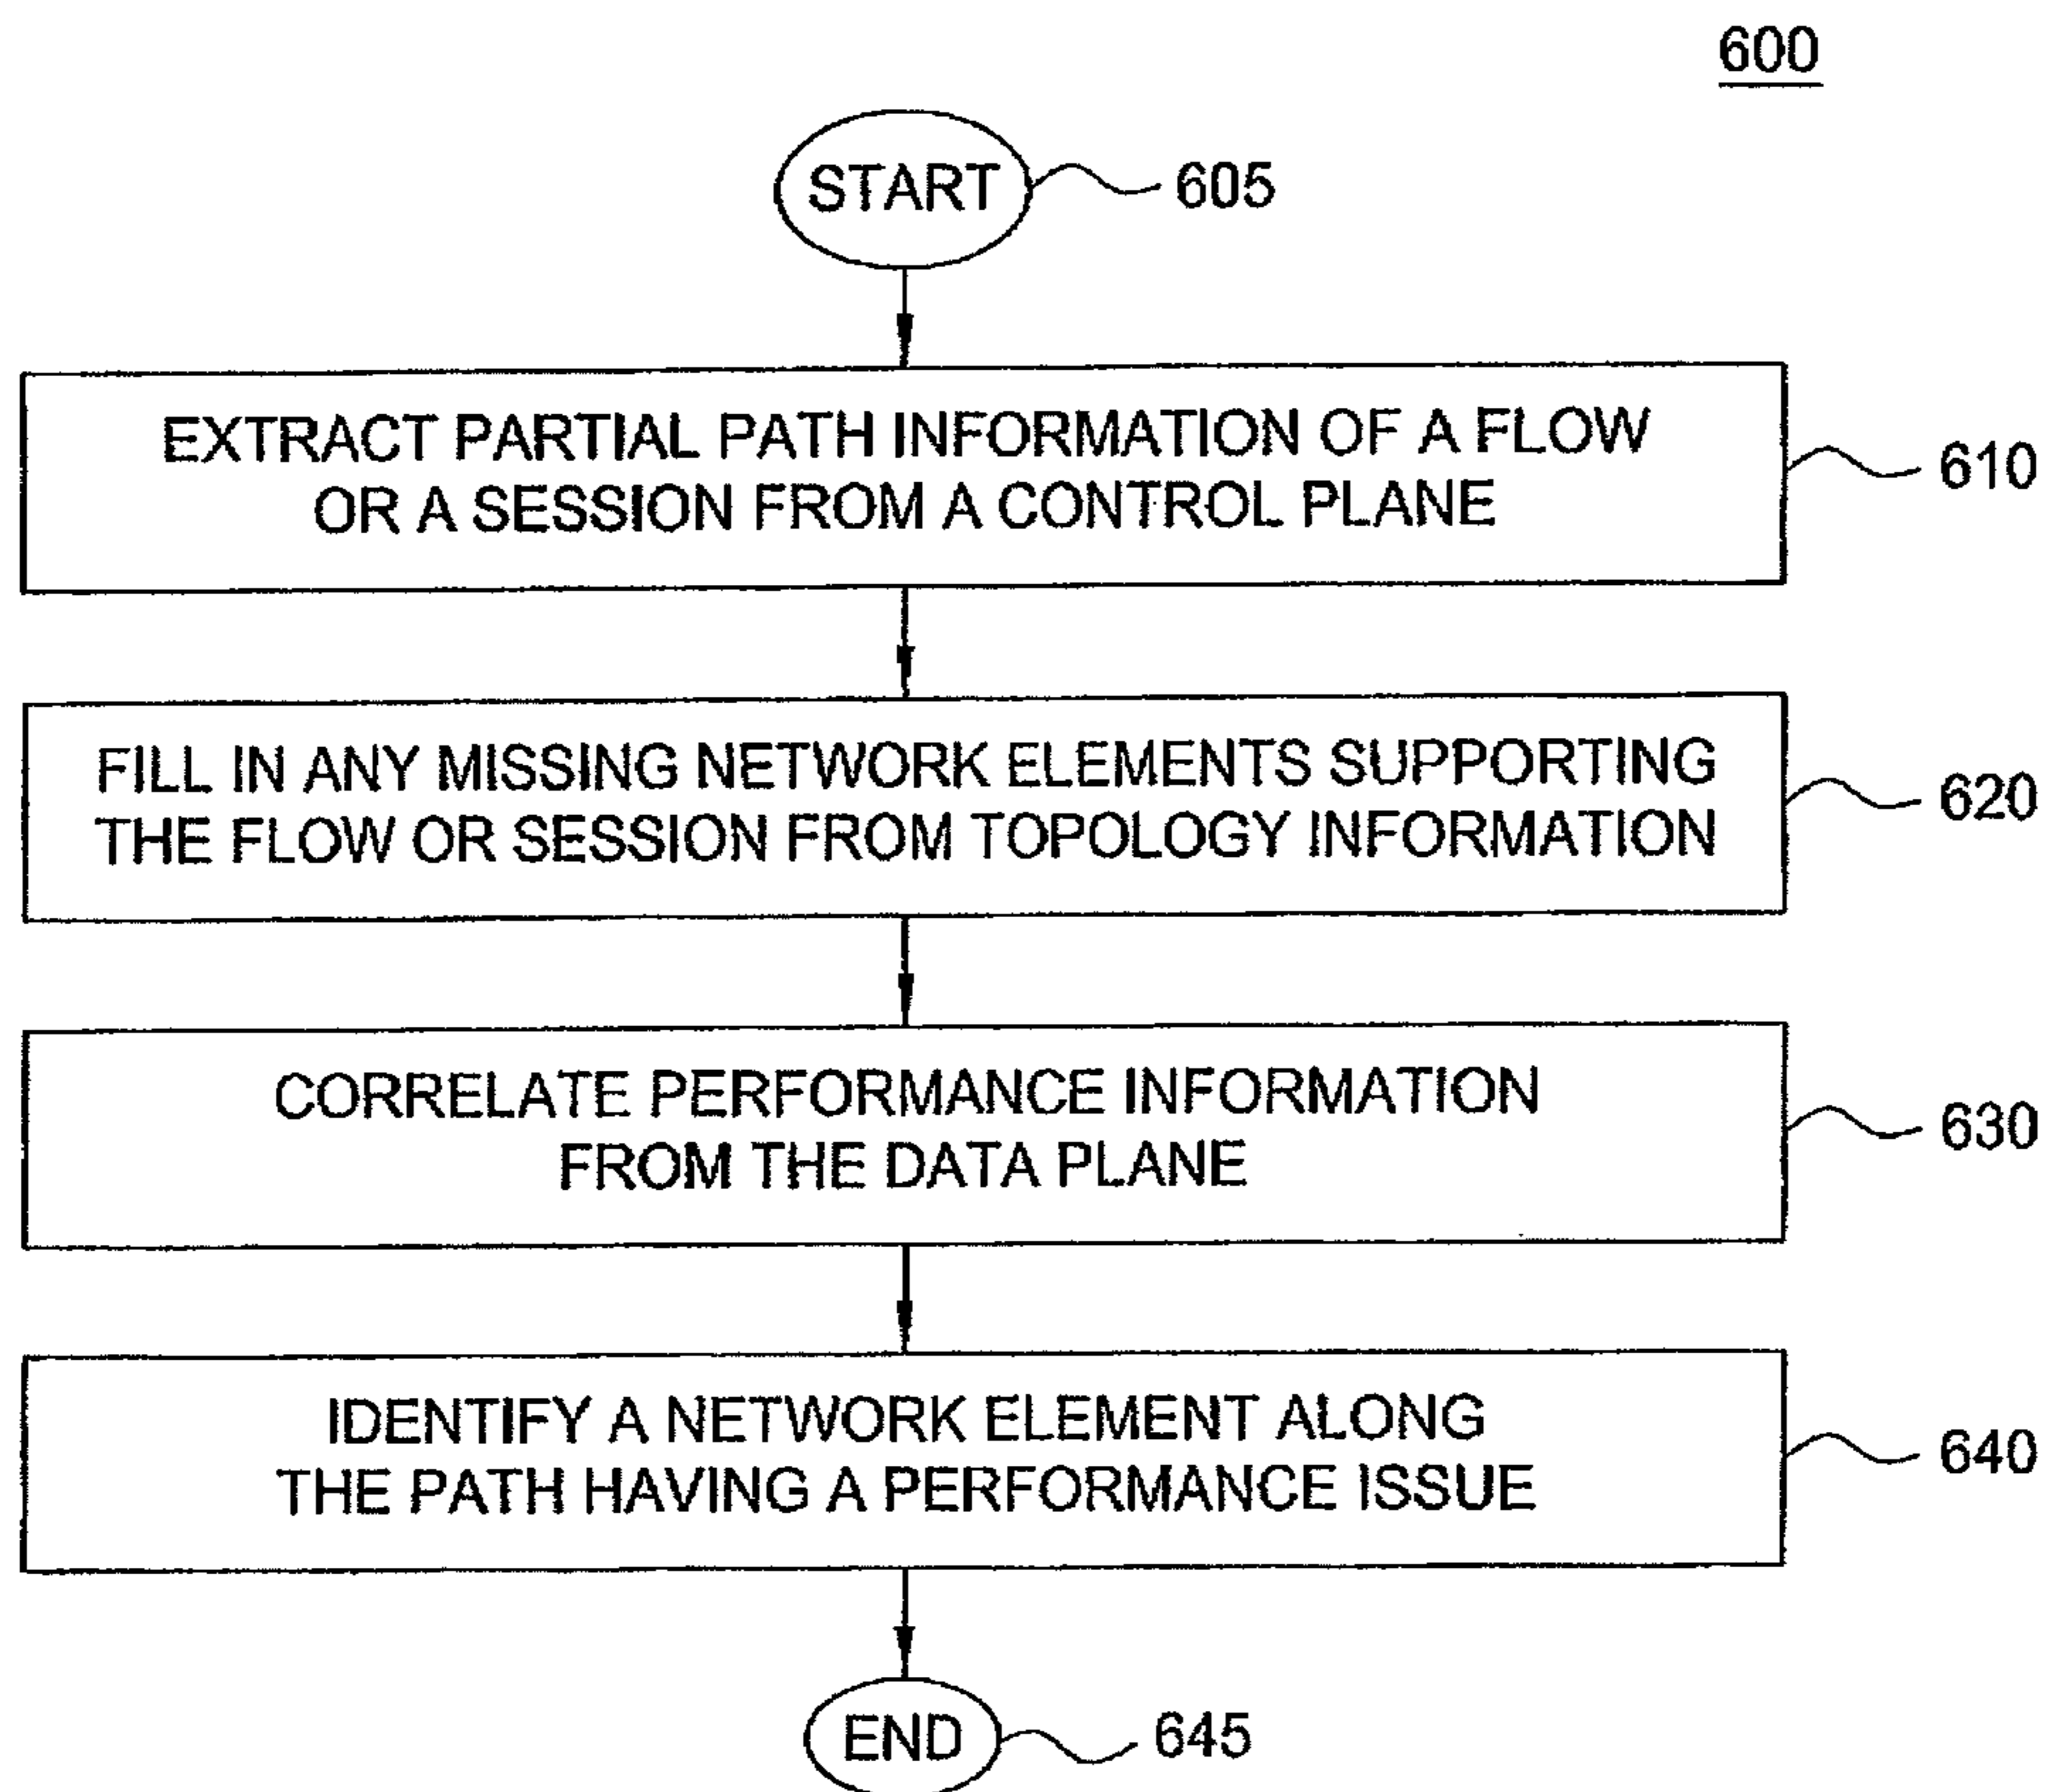 600
START
605
EXTRACT PARTIAL PATH INFORMATION OF A FLOW
OR A SESSION FROM A CONTROL PLANE
610
FILL IN ANY MISSING NETWORK ELEMENTS SUPPORTING
THE FLOW OR SESSION FROM TOPOLOGY INFORMATION
620
CORRELATE PERFORMANCE INFORMATION
FROM THE DATA PLANE
630
IDENTIFY A NETWORK ELEMENT ALONG
THE PATH HAVING A PERFORMANCE ISSUE
640
END
645